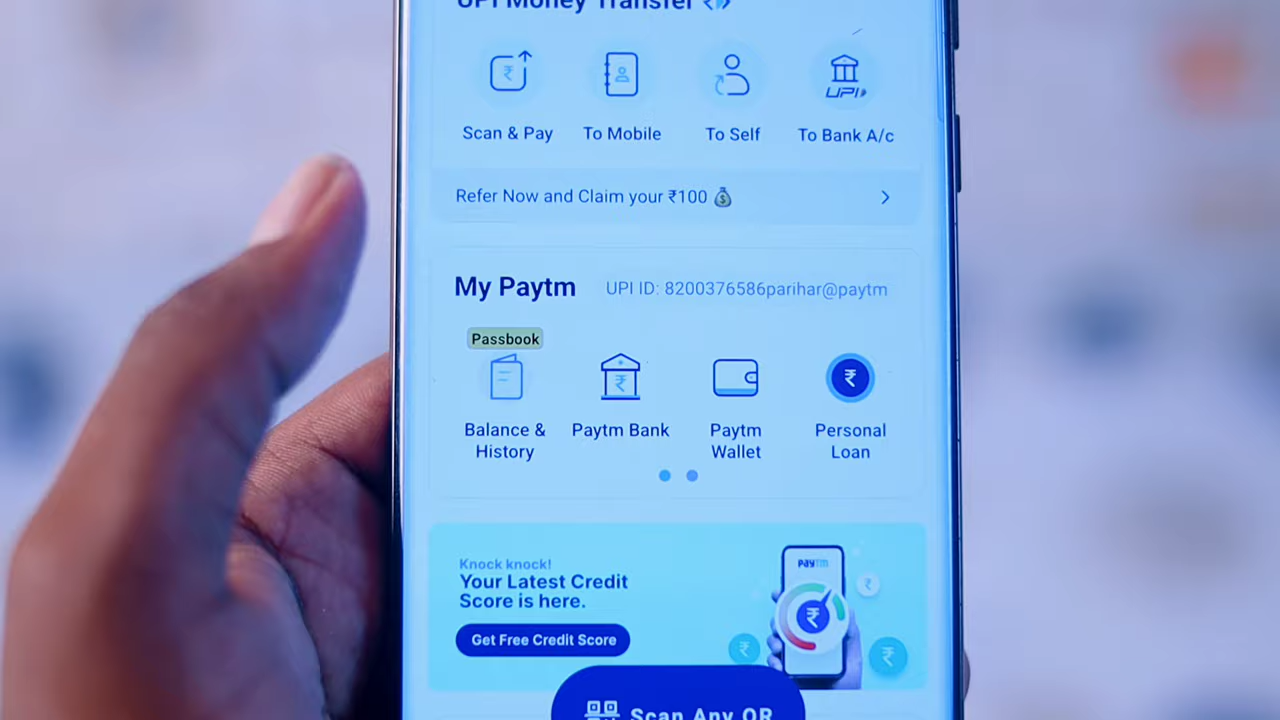 UPI Money Transfer
Scan & Pay
To Mobile
To Self
UPI
To Bank A/c
Refer Now and Claim your ₹100
My Paytm
UPI ID: 8200376586parihar@paytm
Passbook
Balance &
History
Paytm Bank
Paytm
Wallet
Personal
Loan
Knock knock!
Your Latest Credit
Score is here.
Get Free Credit Score
paytm
Scan Any QR